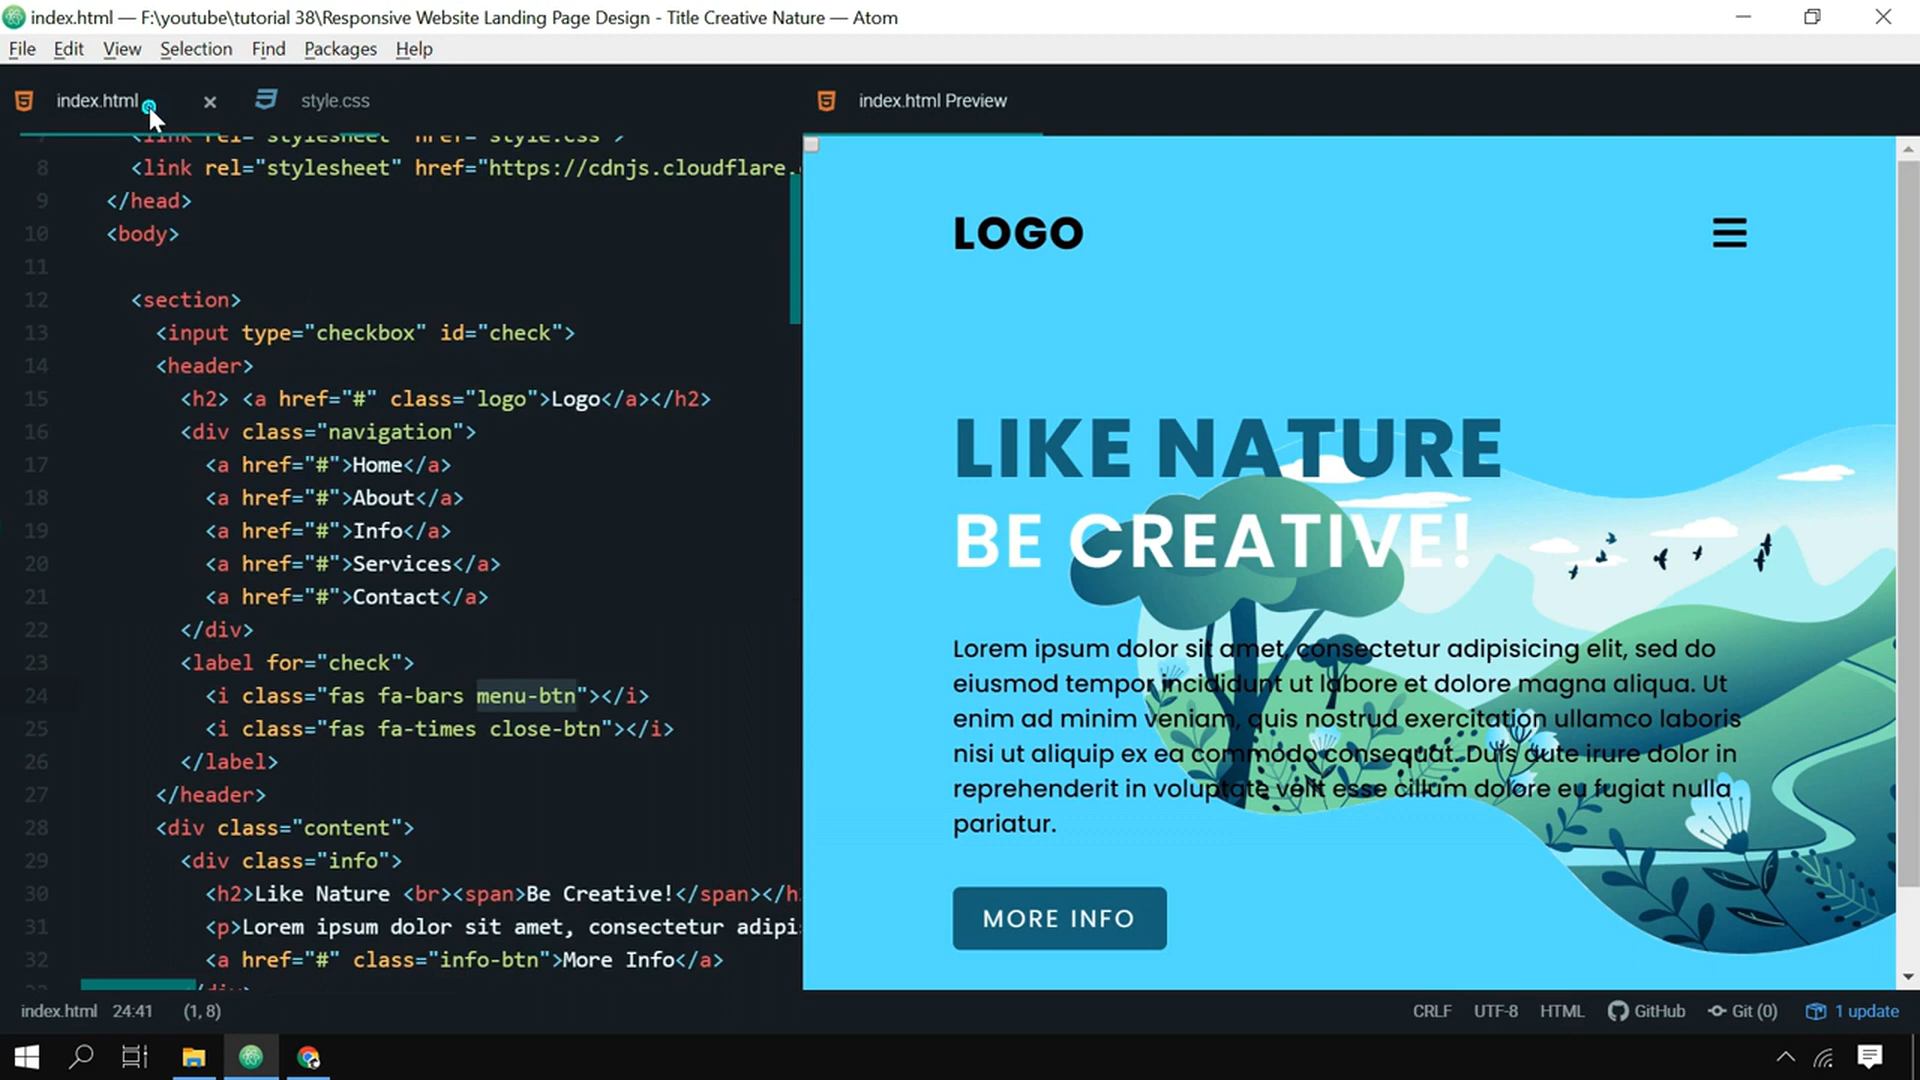 index.html — F:\youtube\tutorial 38\Responsive Website Landing Page Design - Title Creative Nature — Atom
File Edit View Selection Find Packages Help
index.html style.css index.html Preview
7 <link rel="stylesheet" href="style.css">
8 <link rel="stylesheet" href="https://cdnjs.cloudflare.
9 </head>
10 <body>
11
12 <section>
13 <input type="checkbox" id="check">
14 <header>
15 <h2> <a href="#" class="logo">Logo</a></h2>
16 <div class="navigation">
17 <a href="#">Home</a>
18 <a href="#">About</a>
19 <a href="#">Info</a>
20 <a href="#">Services</a>
21 <a href="#">Contact</a>
22 </div>
23 <label for="check">
24 <i class="fas fa-bars menu-btn"></i>
25 <i class="fas fa-times close-btn"></i>
26 </label>
27 </header>
28 <div class="content">
29 <div class="info">
30 <h2>Like Nature <br><span>Be Creative!</span></h
31 <p>Lorem ipsum dolor sit amet, consectetur adipi
32 <a href="#" class="info-btn">More Info</a>
33 </div>
LOGO
LIKE NATURE
BE CREATIVE!
Lorem ipsum dolor sit amet, consectetur adipisicing elit, sed do
eiusmod tempor incididunt ut labore et dolore magna aliqua. Ut
enim ad minim veniam, quis nostrud exercitation ullamco laboris
nisi ut aliquip ex ea commodo consequat. Duis aute irure dolor in
reprehenderit in voluptate velit esse cillum dolore eu fugiat nulla
pariatur.
MORE INFO
index.html 24:41 (1, 8) CRLF UTF-8 HTML GitHub Git (0) 1 update